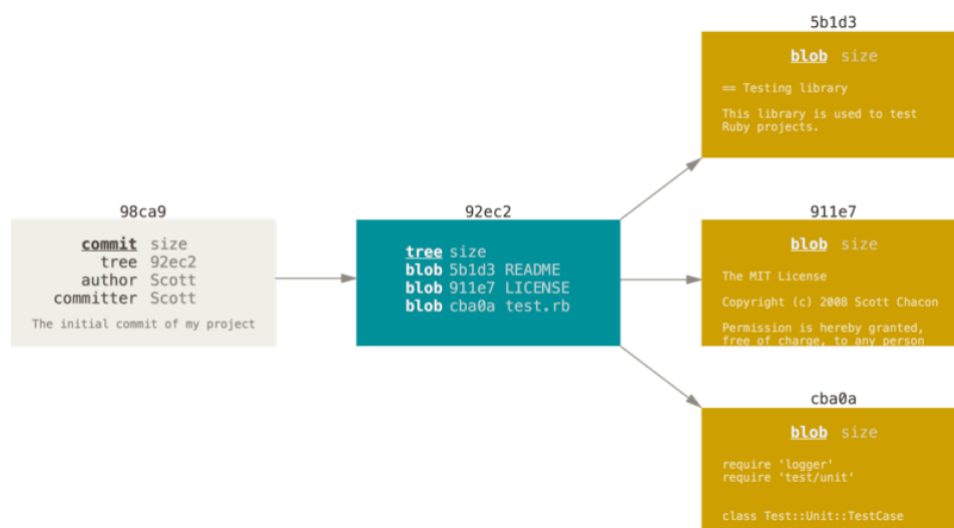 98ca9
commit size
tree 92ec2
author Scott
committer Scott
The initial commit of my project
92ec2
tree size
blob 5b1d3 README
blob 911e7 LICENSE
blob cba0a test.rb
5b1d3
blob size
== Testing library
This library is used to test
Ruby projects.
911e7
blob size
The MIT License
Copyright (c) 2008 Scott Chacon
Permission is hereby granted,
free of charge, to any person
cba0a
blob size
require 'logger'
require 'test/unit'
class Test::Unit::TestCase